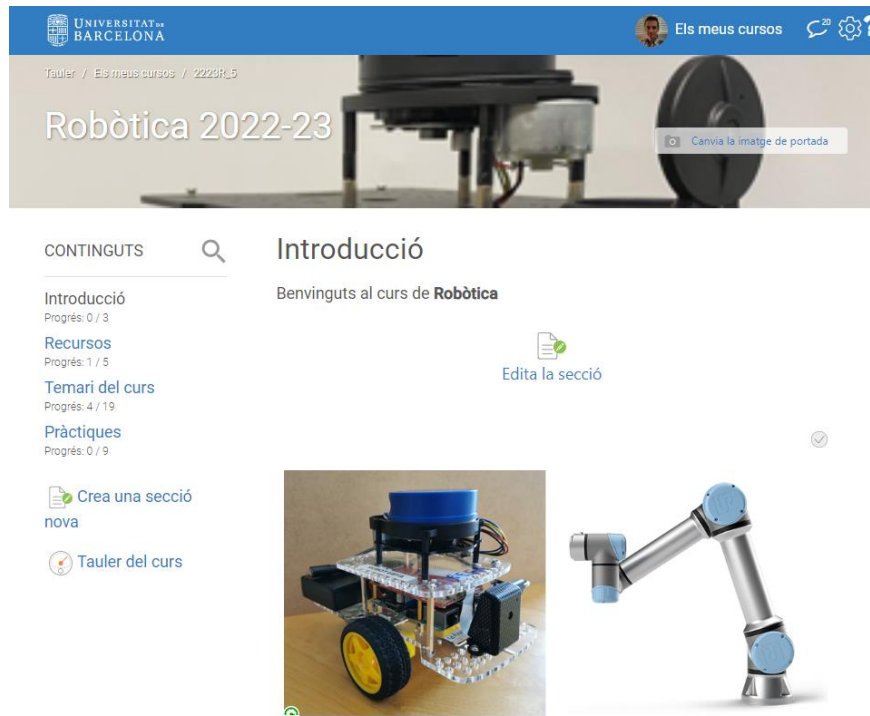 UNIVERSITAT DE
BARCELONA
Els meus cursos
20
Tauler / Els meus cursos / 2223R_5
Robòtica 2022-23
Canvia la imatge de portada
CONTINGUTS
Introducció
Progrés: 0 / 3
Recursos
Progrés: 1 / 5
Temari del curs
Progrés: 4 / 19
Pràctiques
Progrés: 0 / 9
Crea una secció
nova
Tauler del curs
Introducció
Benvinguts al curs de Robòtica
Edita la secció